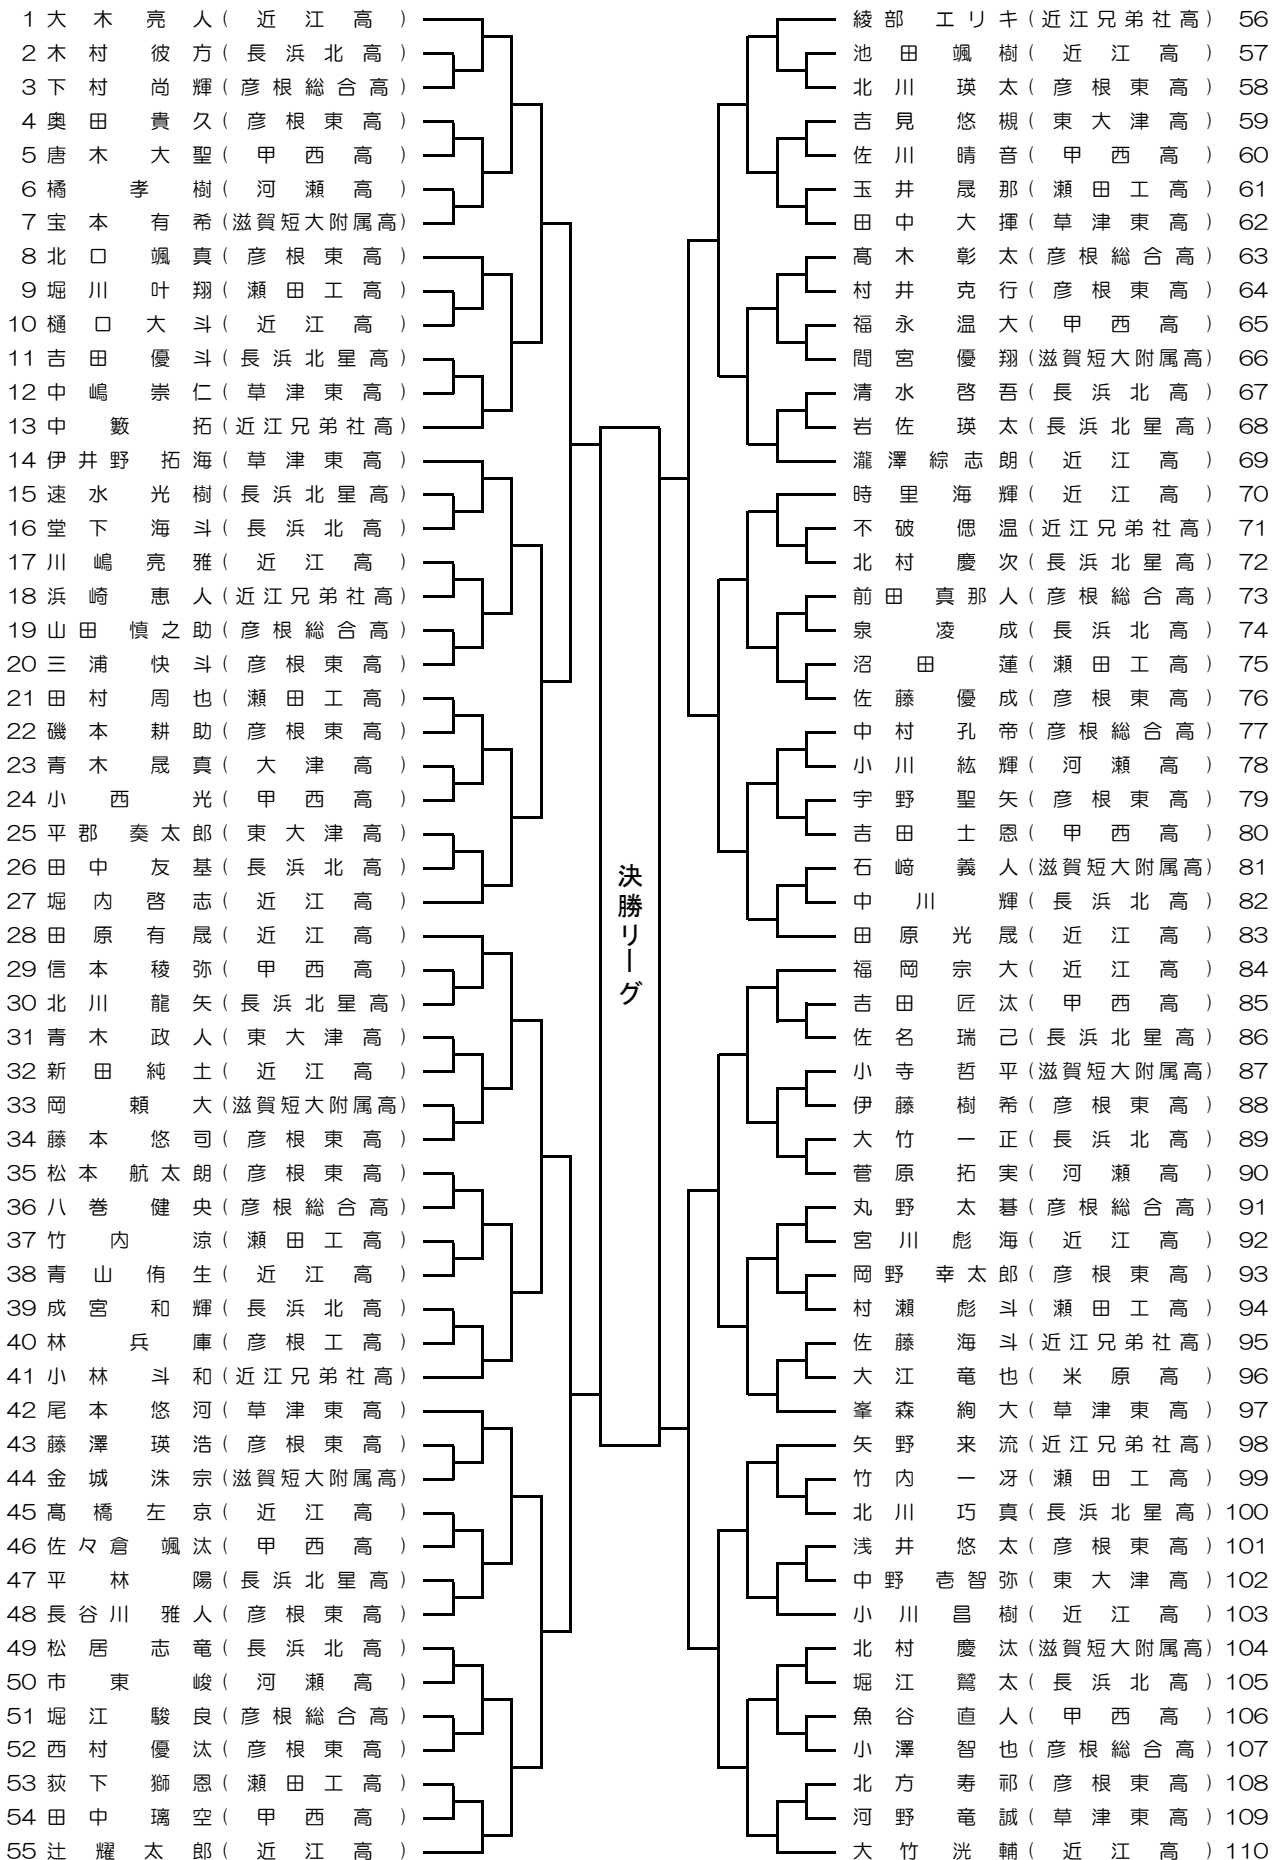 1 大木 亮人 (近江高)
2 木村 彼方 (長浜北高)
3 下村 尚輝 (彦根総合高)
4 奥田 貴久 (彦根東高)
5 唐木 大聖 (甲西高)
6 橘 孝樹 (河瀬高)
7 宝本 有希 (滋賀短大附属高)
8 北口 颯真 (彦根東高)
9 堀川 叶翔 (瀬田工高)
10 樋口 大斗 (近江高)
11 吉田 優斗 (長浜北星高)
12 中嶋 崇仁 (草津東高)
13 中籔 拓 (近江兄弟社高)
14 伊井野 拓海 (草津東高)
15 速水 光樹 (長浜北星高)
16 堂下 海斗 (長浜北高)
17 川嶋 亮雅 (近江高)
18 浜崎 恵人 (近江兄弟社高)
19 山田 慎之助 (彦根総合高)
20 三浦 快斗 (彦根東高)
21 田村 周也 (瀬田工高)
22 磯本 耕助 (彦根東高)
23 青木 晟真 (大津高)
24 小西 光 (甲西高)
25 平郡 奏太郎 (東大津高)
26 田中 友基 (長浜北高)
27 堀内 啓志 (近江高)
28 田原 有晟 (近江高)
29 信本 稜弥 (甲西高)
30 北川 龍矢 (長浜北星高)
31 青木 政人 (東大津高)
32 新田 純土 (近江高)
33 岡 頼大 (滋賀短大附属高)
34 藤本 悠司 (彦根東高)
35 松本 航太朗 (彦根東高)
36 八巻 健央 (彦根総合高)
37 竹内 涼 (瀬田工高)
38 青山 侑生 (近江高)
39 成宮 和輝 (長浜北高)
40 林 兵庫 (彦根工高)
41 小林 斗和 (近江兄弟社高)
42 尾本 悠河 (草津東高)
43 藤澤 瑛浩 (彦根東高)
44 金城 洙宗 (滋賀短大附属高)
45 髙橋 左京 (近江高)
46 佐々倉 颯汰 (甲西高)
47 平林 陽 (長浜北星高)
48 長谷川 雅人 (彦根東高)
49 松居 志竜 (長浜北高)
50 市東 峻 (河瀬高)
51 堀江 駿良 (彦根総合高)
52 西村 優汰 (彦根東高)
53 荻下 獅恩 (瀬田工高)
54 田中 璃空 (甲西高)
55 辻 耀太郎 (近江高)
決勝リーグ
綾部 エリキ (近江兄弟社高) 56
池田 颯樹 (近江高) 57
北川 瑛太 (彦根東高) 58
吉見 悠槻 (東大津高) 59
佐川 晴音 (甲西高) 60
玉井 晟那 (瀬田工高) 61
田中 大揮 (草津東高) 62
髙木 彰太 (彦根総合高) 63
村井 克行 (彦根東高) 64
福永 温大 (甲西高) 65
間宮 優翔 (滋賀短大附属高) 66
清水 啓吾 (長浜北高) 67
岩佐 瑛太 (長浜北星高) 68
瀧澤 綜志朗 (近江高) 69
時里 海輝 (近江高) 70
不破 偲温 (近江兄弟社高) 71
北村 慶次 (長浜北星高) 72
前田 真那人 (彦根総合高) 73
泉 凌成 (長浜北高) 74
沼田 蓮 (瀬田工高) 75
佐藤 優成 (彦根東高) 76
中村 孔帝 (彦根総合高) 77
小川 紘輝 (河瀬高) 78
宇野 聖矢 (彦根東高) 79
吉田 士恩 (甲西高) 80
石﨑 義人 (滋賀短大附属高) 81
中川 輝 (長浜北高) 82
田原 光晟 (近江高) 83
福岡 宗大 (近江高) 84
吉田 匠汰 (甲西高) 85
佐名 瑞己 (長浜北星高) 86
小寺 哲平 (滋賀短大附属高) 87
伊藤 樹希 (彦根東高) 88
大竹 一正 (長浜北高) 89
菅原 拓実 (河瀬高) 90
丸野 太碁 (彦根総合高) 91
宮川 彪海 (近江高) 92
岡野 幸太郎 (彦根東高) 93
村瀬 彪斗 (瀬田工高) 94
佐藤 海斗 (近江兄弟社高) 95
大江 竜也 (米原高) 96
峯森 絢大 (草津東高) 97
矢野 来流 (近江兄弟社高) 98
竹内 一冴 (瀬田工高) 99
北川 巧真 (長浜北星高) 100
浅井 悠太 (彦根東高) 101
中野 壱智弥 (東大津高) 102
小川 昌樹 (近江高) 103
北村 慶汰 (滋賀短大附属高) 104
堀江 鷲太 (長浜北高) 105
魚谷 直人 (甲西高) 106
小澤 智也 (彦根総合高) 107
北方 寿祁 (彦根東高) 108
河野 竜誠 (草津東高) 109
大竹 洸輔 (近江高) 110